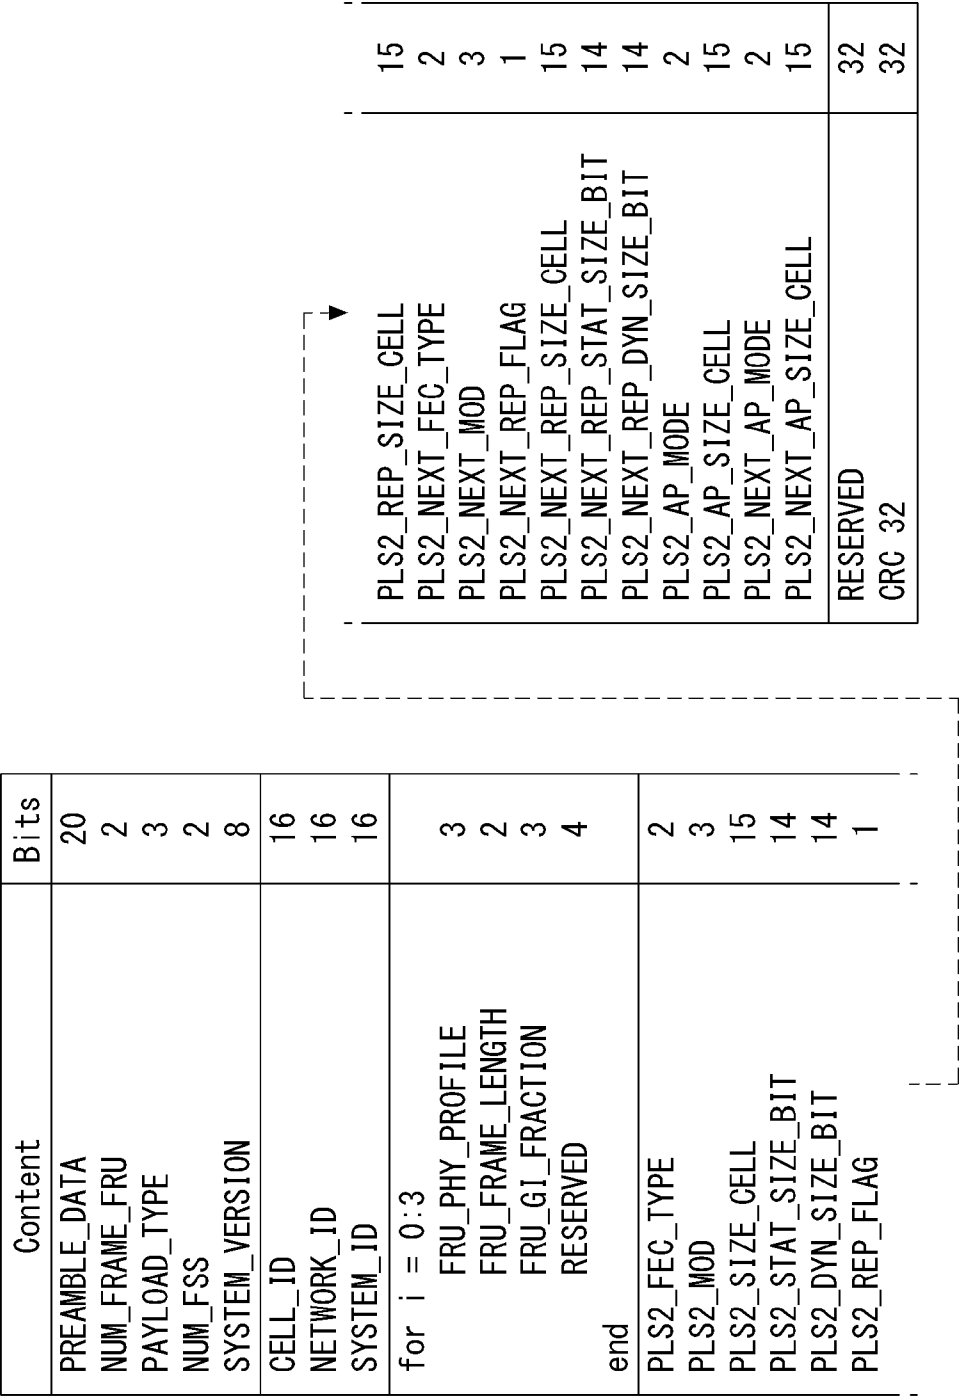 Content Bits
PREAMBLE_DATA 20
NUM_FRAME_FRU 2
PAYLOAD_TYPE 3
NUM_FSS 2
SYSTEM_VERSION 8
CELL_ID 16
NETWORK_ID 16
SYSTEM_ID 16
for i = 0:3
FRU_PHY_PROFILE 3
FRU_FRAME_LENGTH 2
FRU_GI_FRACTION 3
RESERVED 4
end
PLS2_FEC_TYPE 2
PLS2_MOD 3
PLS2_SIZE_CELL 15
PLS2_STAT_SIZE_BIT 14
PLS2_DYN_SIZE_BIT 14
PLS2_REP_FLAG 1
PLS2_REP_SIZE_CELL 15
PLS2_NEXT_FEC_TYPE 2
PLS2_NEXT_MOD 3
PLS2_NEXT_REP_FLAG 1
PLS2_NEXT_REP_SIZE_CELL 15
PLS2_NEXT_REP_STAT_SIZE_BIT 14
PLS2_NEXT_REP_DYN_SIZE_BIT 14
PLS2_AP_MODE 2
PLS2_AP_SIZE_CELL 15
PLS2_NEXT_AP_MODE 2
PLS2_NEXT_AP_SIZE_CELL 15
RESERVED 32
CRC 32 32